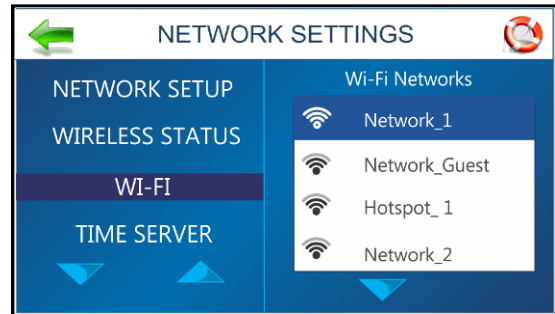 NETWORK SETTINGS
NETWORK SETUP
WIRELESS STATUS
WI-FI
TIME SERVER
Wi-Fi Networks
Network_1
Network_Guest
Hotspot_ 1
Network_2